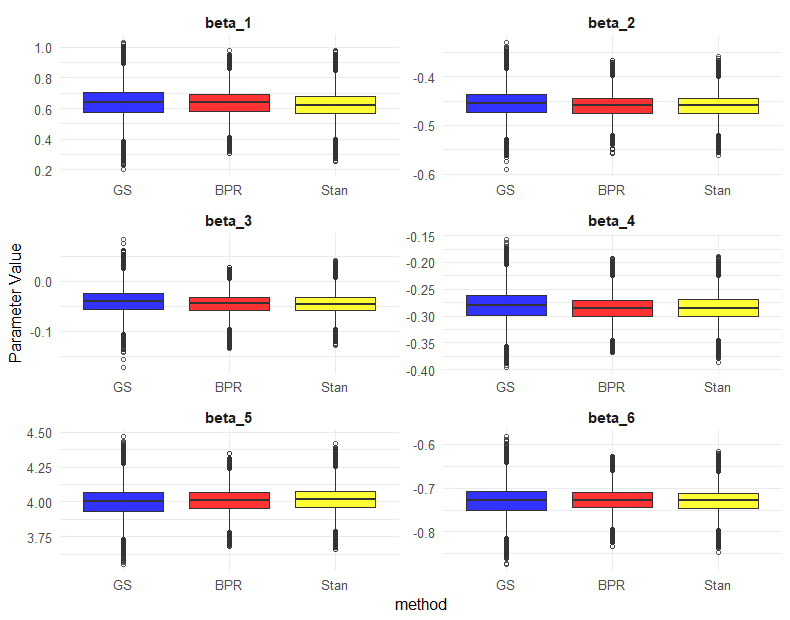 beta_1
beta_2
1.0
0.8
0.6
0.4
0.2
-0.4
-0.5
-0.6
GS BPR Stan
GS BPR Stan
beta_3
beta_4
0.0
-0.1
-0.15
-0.20
-0.25
-0.30
-0.35
-0.40
GS BPR Stan
GS BPR Stan
Parameter Value
beta_5
beta_6
4.50
4.25
4.00
3.75
-0.6
-0.7
-0.8
GS BPR Stan
GS BPR Stan
method